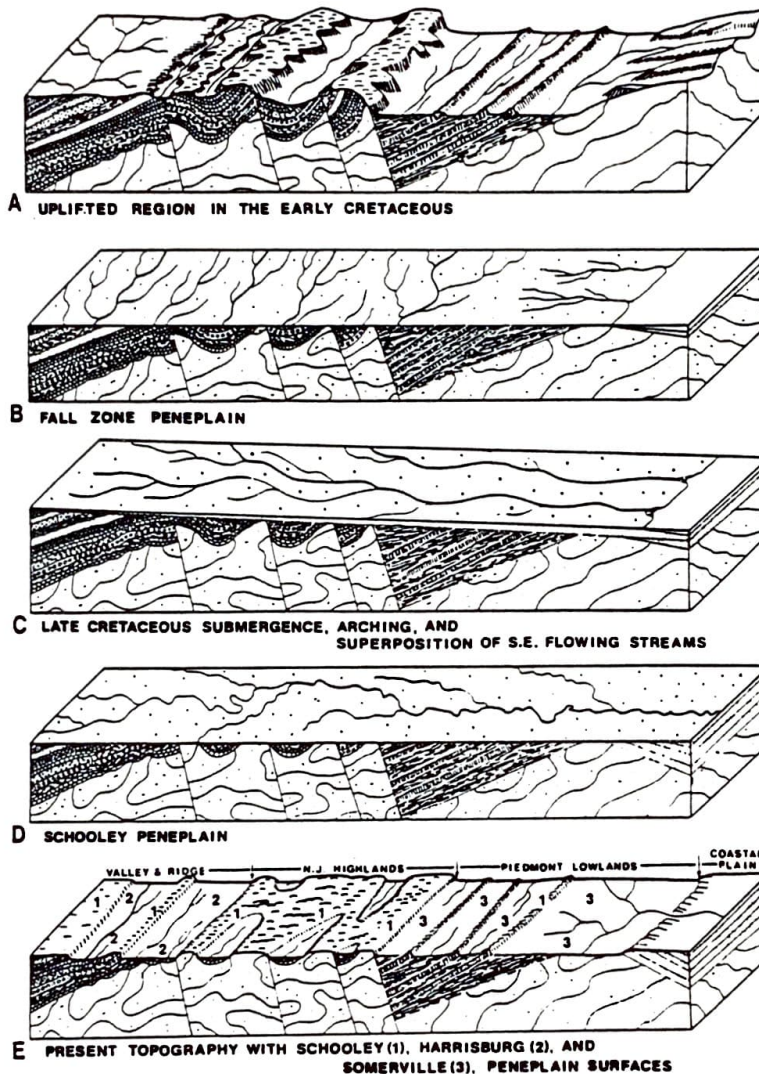 A UPLIFTED REGION IN THE EARLY CRETACEOUS
B FALL ZONE PENEPLAIN
C LATE CRETACEOUS SUBMERGENCE, ARCHING, AND
SUPERPOSITION OF S.E. FLOWING STREAMS
D SCHOOLEY PENEPLAIN
VALLEY & RIDGE N.J HIGHLANDS PIEDMONT LOWLANDS COASTAL
PLAIN
1 2 1 2 2 2 1 1 1 3 3 3 1 3 3
E PRESENT TOPOGRAPHY WITH SCHOOLEY (1), HARRISBURG (2), AND
SOMERVILLE (3), PENEPLAIN SURFACES